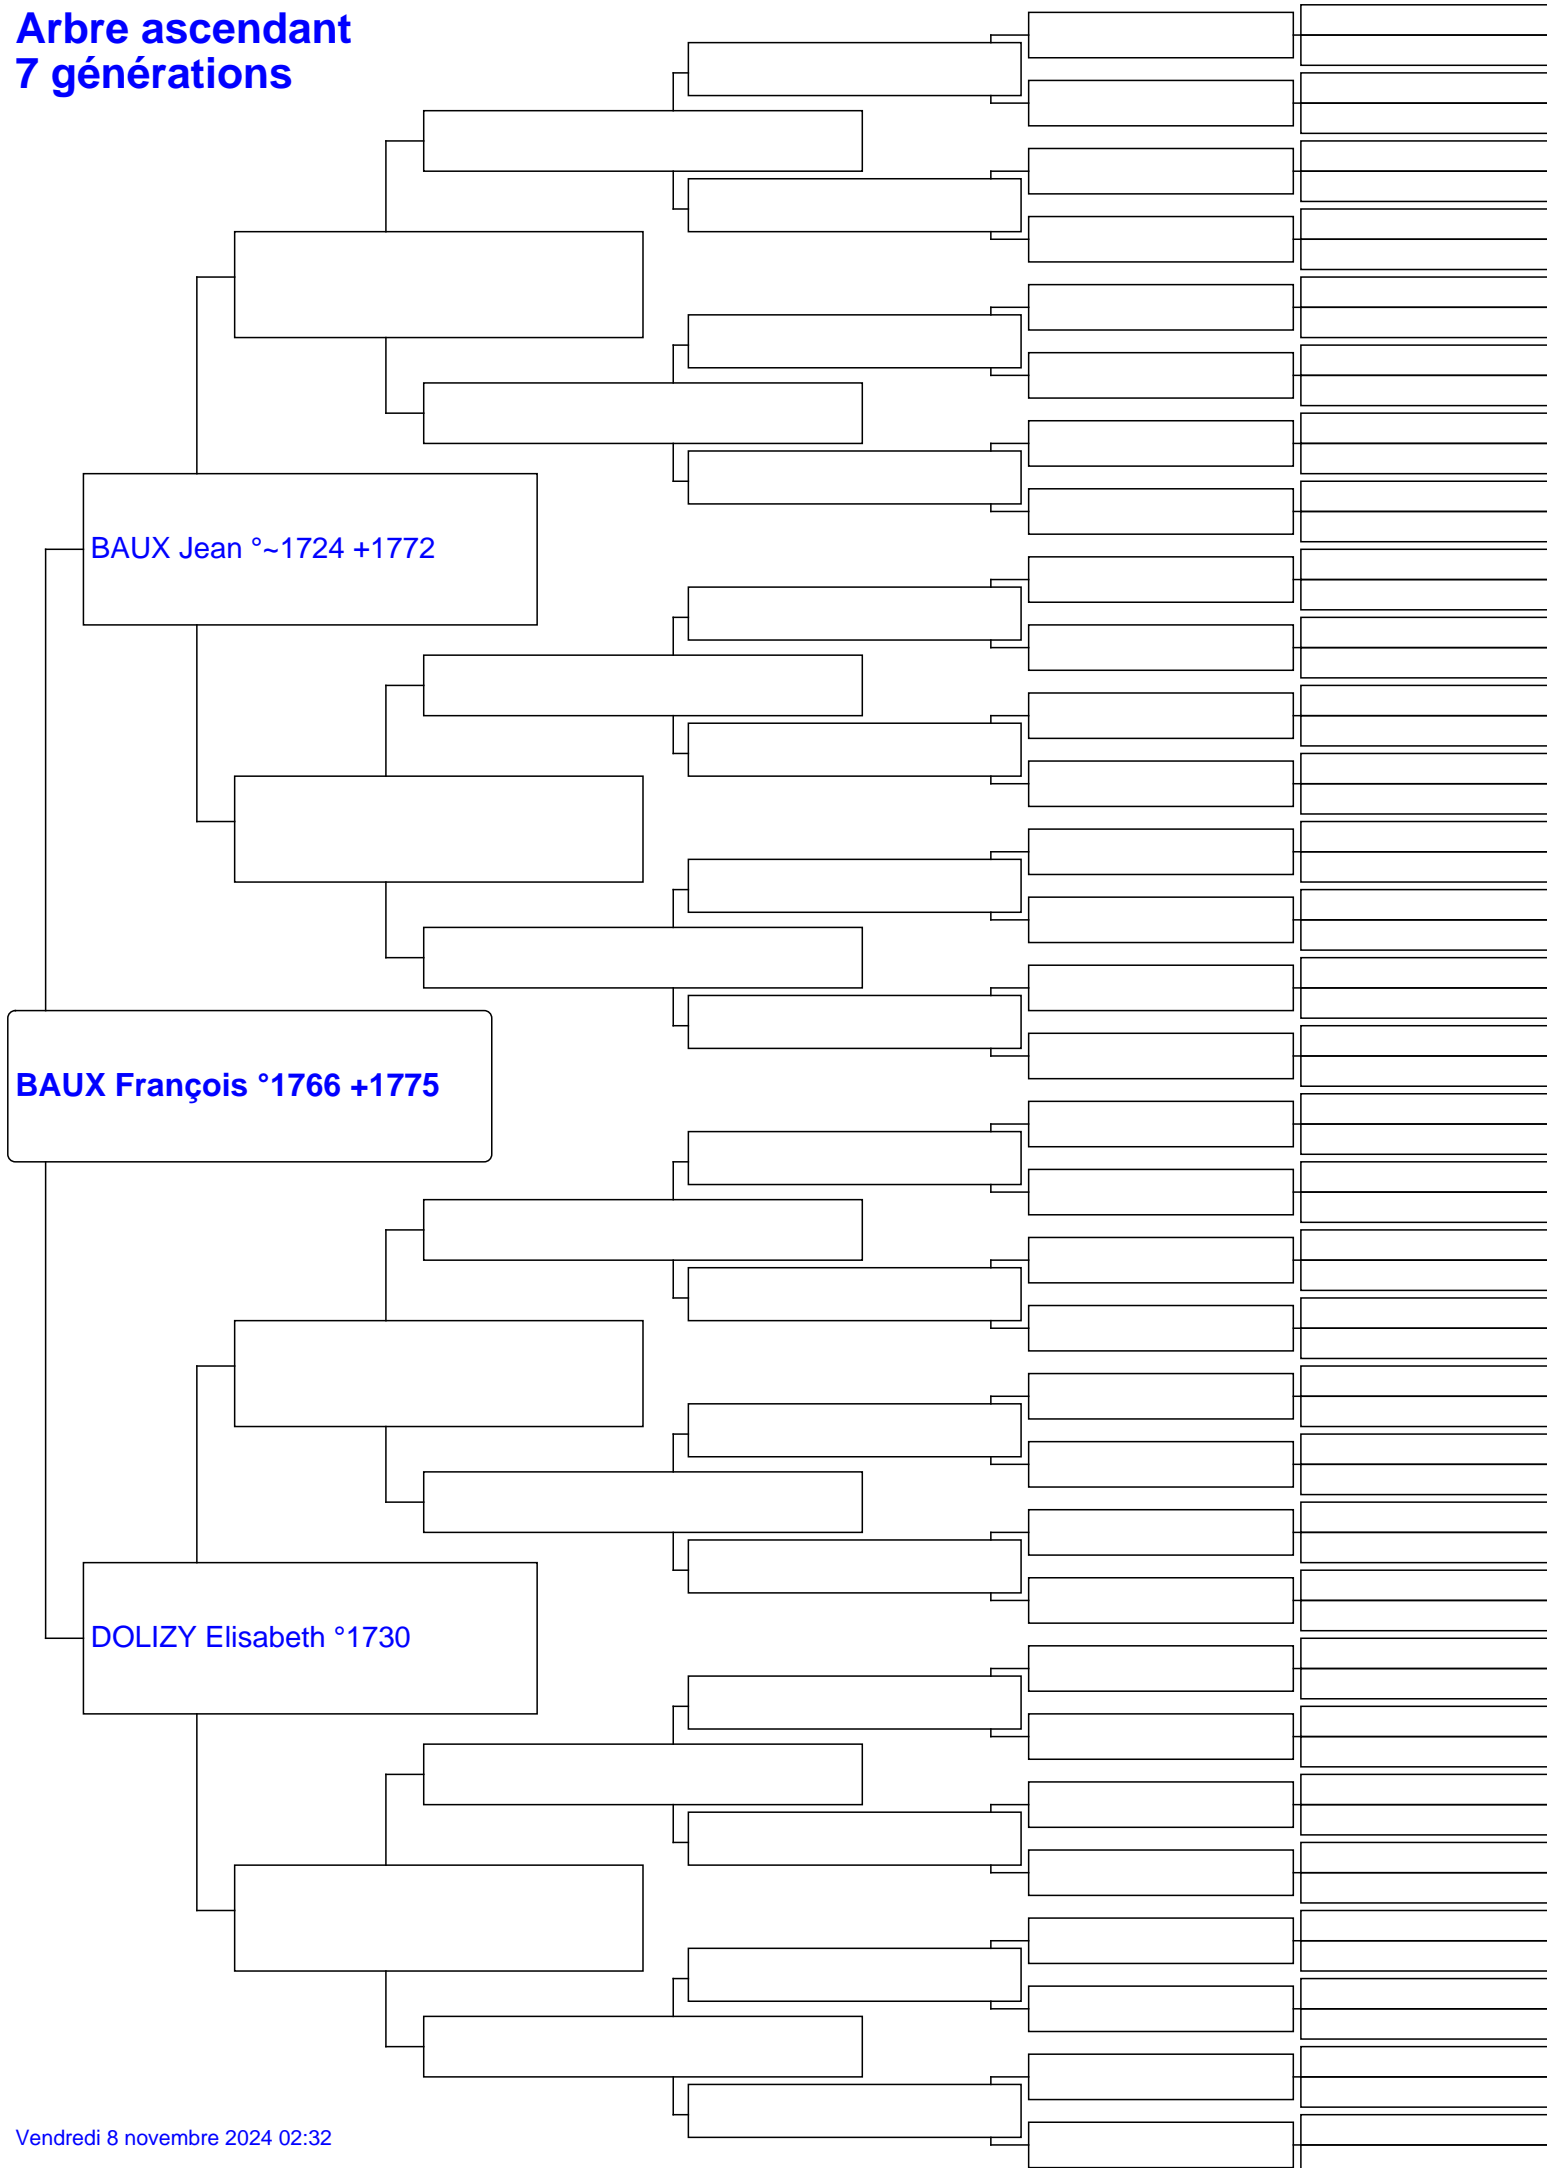 Arbre ascendant
7 générations
BAUX Jean °~1724 +1772
BAUX François °1766 +1775
DOLIZY Elisabeth °1730
Vendredi 8 novembre 2024 02:32